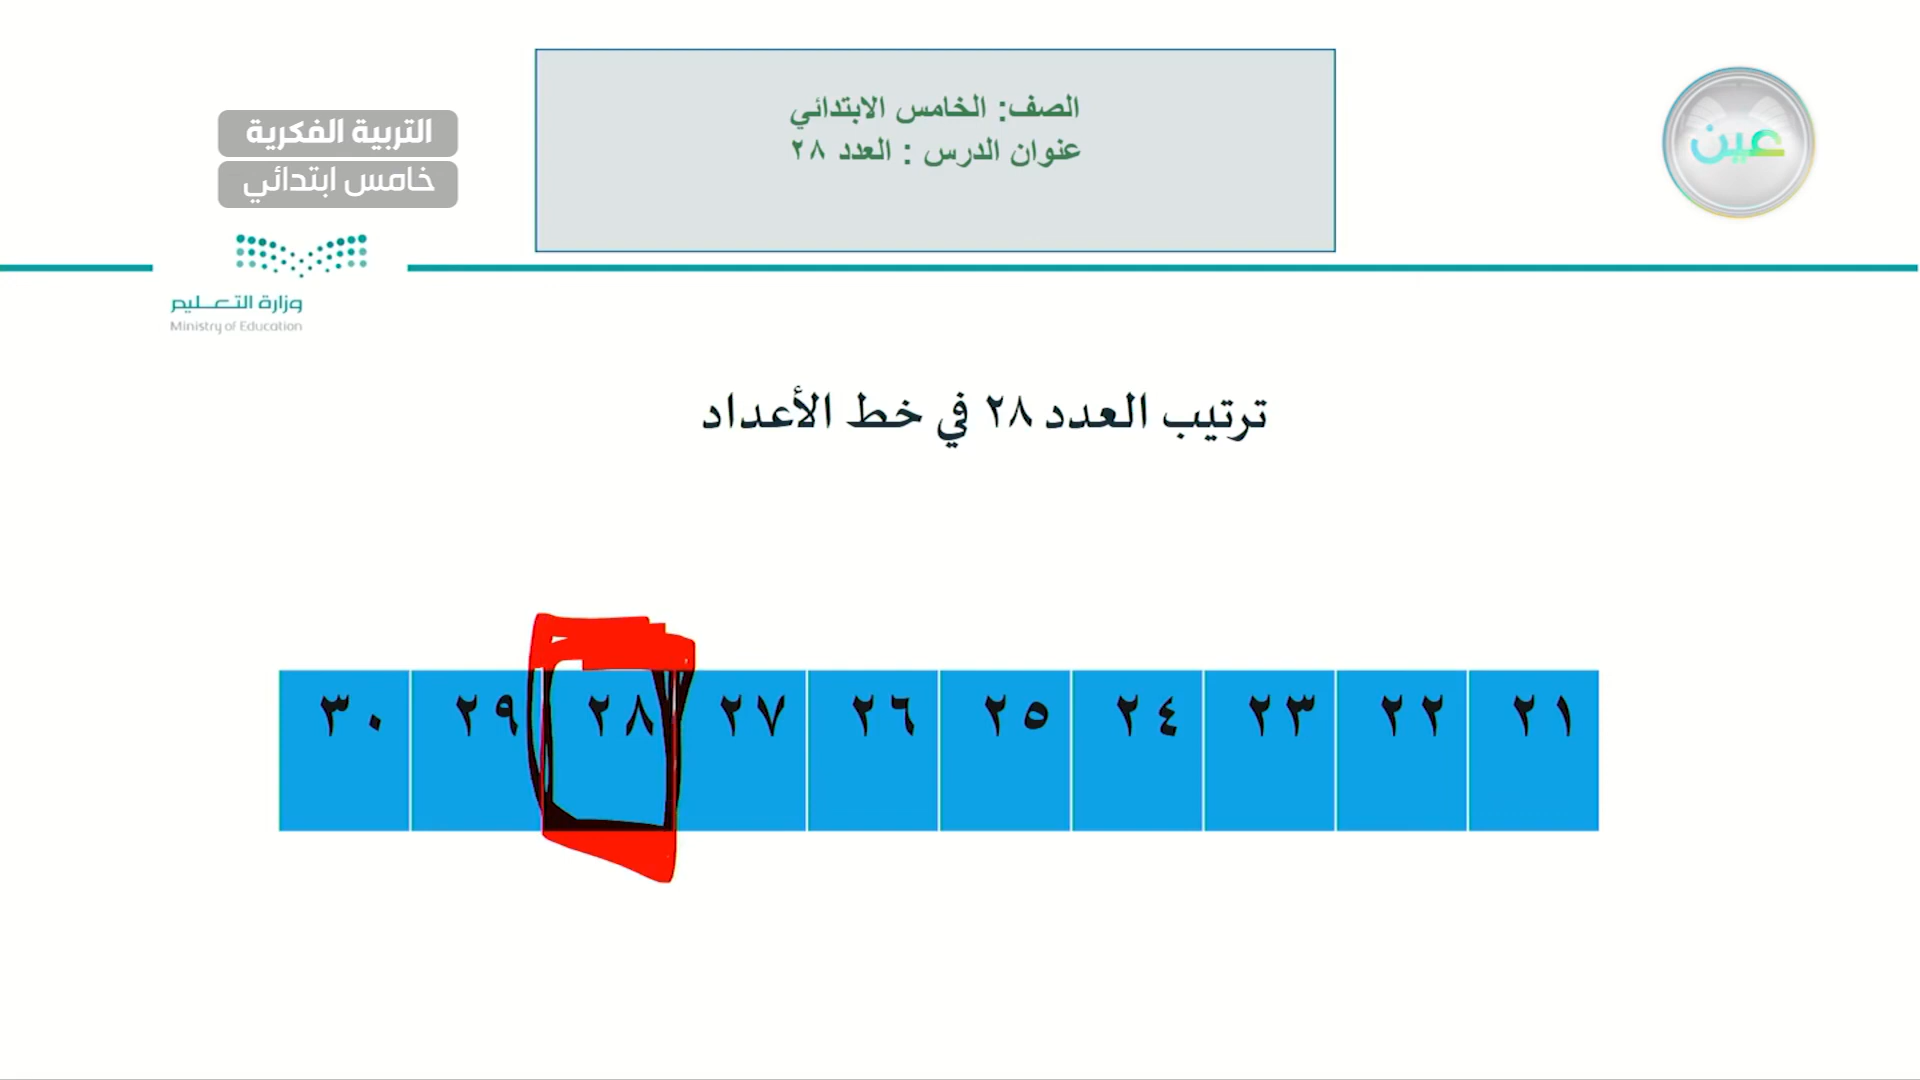 التربية الفكرية
خامس ابتدائي
وزارة التعليم
Ministry of Education
الصف: الخامس الابتدائي
عنوان الدرس : العدد ٢٨
عين
ترتيب العدد ٢٨ في خط الأعداد
٢١ ٢٢ ٢٣ ٢٤ ٢٥ ٢٦ ٢٧ ٢٨ ٢٩ ٣٠